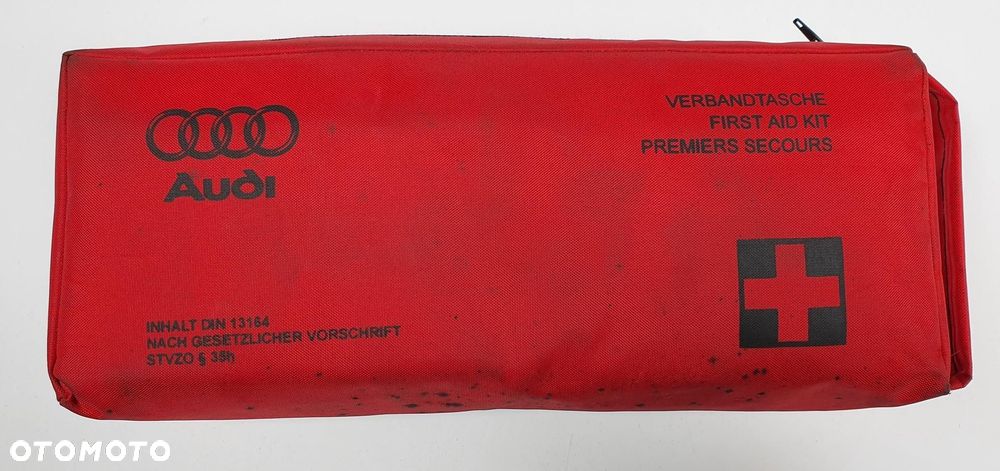 Audi
VERBANDTASCHE
FIRST AID KIT
PREMIERS SECOURS
INHALT DIN 13164
NACH GESETZLICHER VORSCHRIFT
STVZO § 35h
OTOMOTO